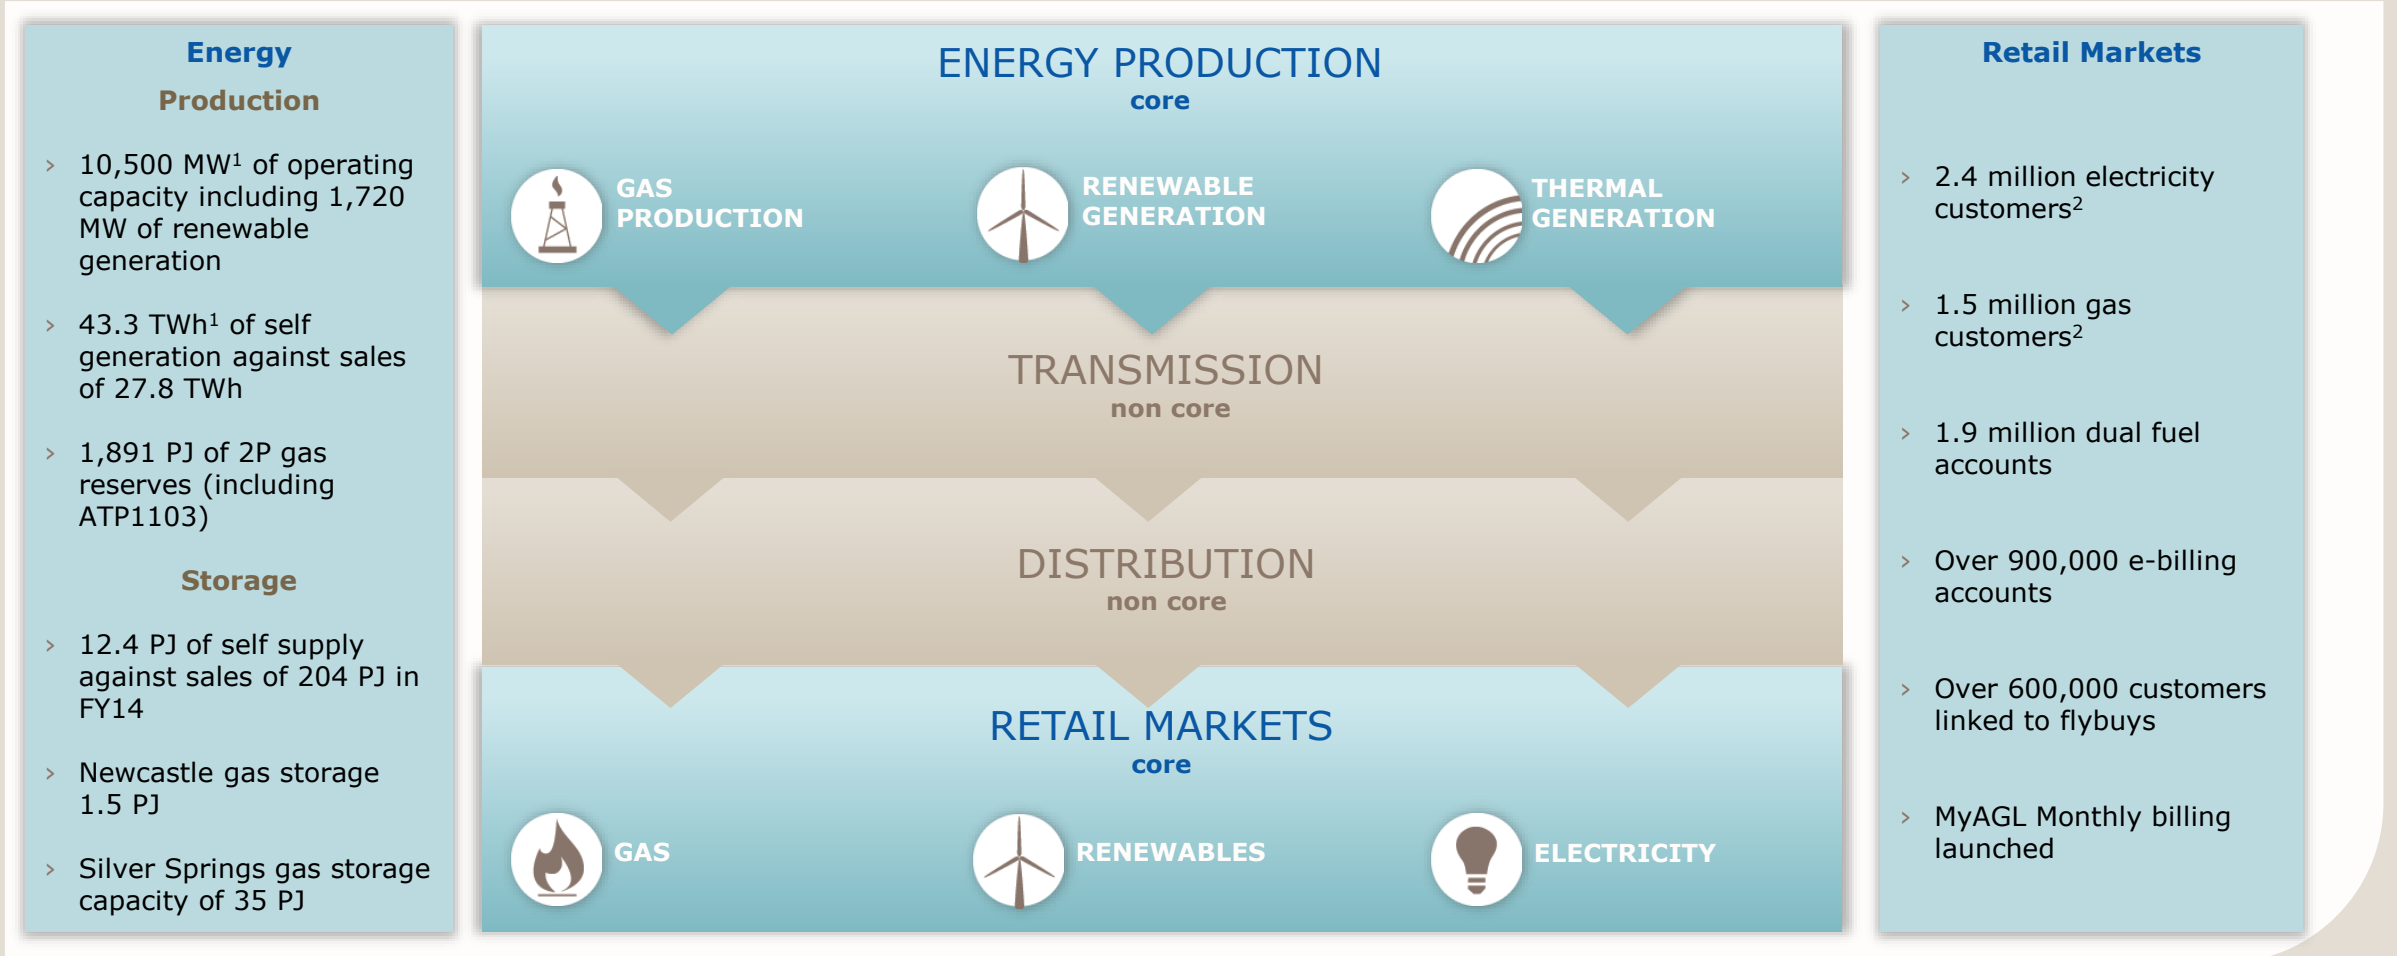 Energy
Production
› 10,500 MW¹ of operating
capacity including 1,720
MW of renewable
generation
› 43.3 TWh¹ of self
generation against sales
of 27.8 TWh
› 1,891 PJ of 2P gas
reserves (including
ATP1103)
Storage
› 12.4 PJ of self supply
against sales of 204 PJ in
FY14
› Newcastle gas storage
1.5 PJ
› Silver Springs gas storage
capacity of 35 PJ
ENERGY PRODUCTION
core
GAS
PRODUCTION
RENEWABLE
GENERATION
THERMAL
GENERATION
TRANSMISSION
non core
DISTRIBUTION
non core
RETAIL MARKETS
core
GAS
RENEWABLES
ELECTRICITY
Retail Markets
› 2.4 million electricity
customers²
› 1.5 million gas
customers²
› 1.9 million dual fuel
accounts
› Over 900,000 e-billing
accounts
› Over 600,000 customers
linked to flybuys
› MyAGL Monthly billing
launched